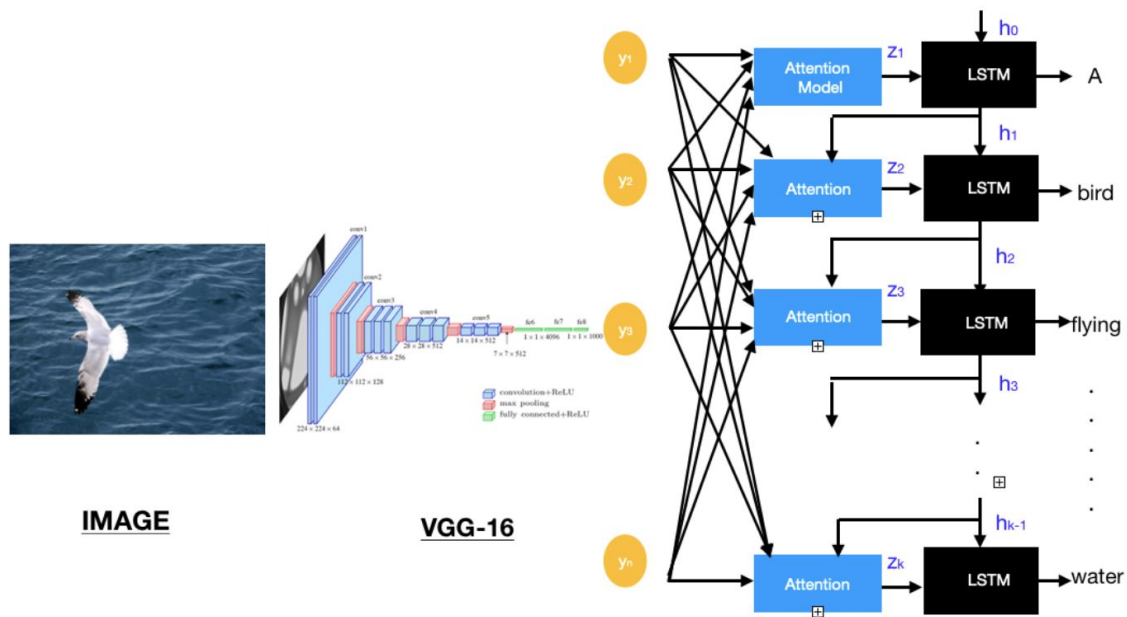 IMAGE
conv1
conv2
conv3
conv4
conv5
fc6
fc7
fc8
1 × 1 × 4096
1 × 1 × 1000
14 × 14 × 512
28 × 28 × 512
7 × 7 × 512
56 × 56 × 256
112 × 112 × 128
224 × 224 × 64
convolution+ReLU
max pooling
fully connected+ReLU
VGG-16
y1
y2
y3
yn
h0
Attention
Model
z1
LSTM
A
h1
Attention
z2
LSTM
bird
h2
Attention
z3
LSTM
flying
h3
hk-1
Attention
zk
LSTM
water